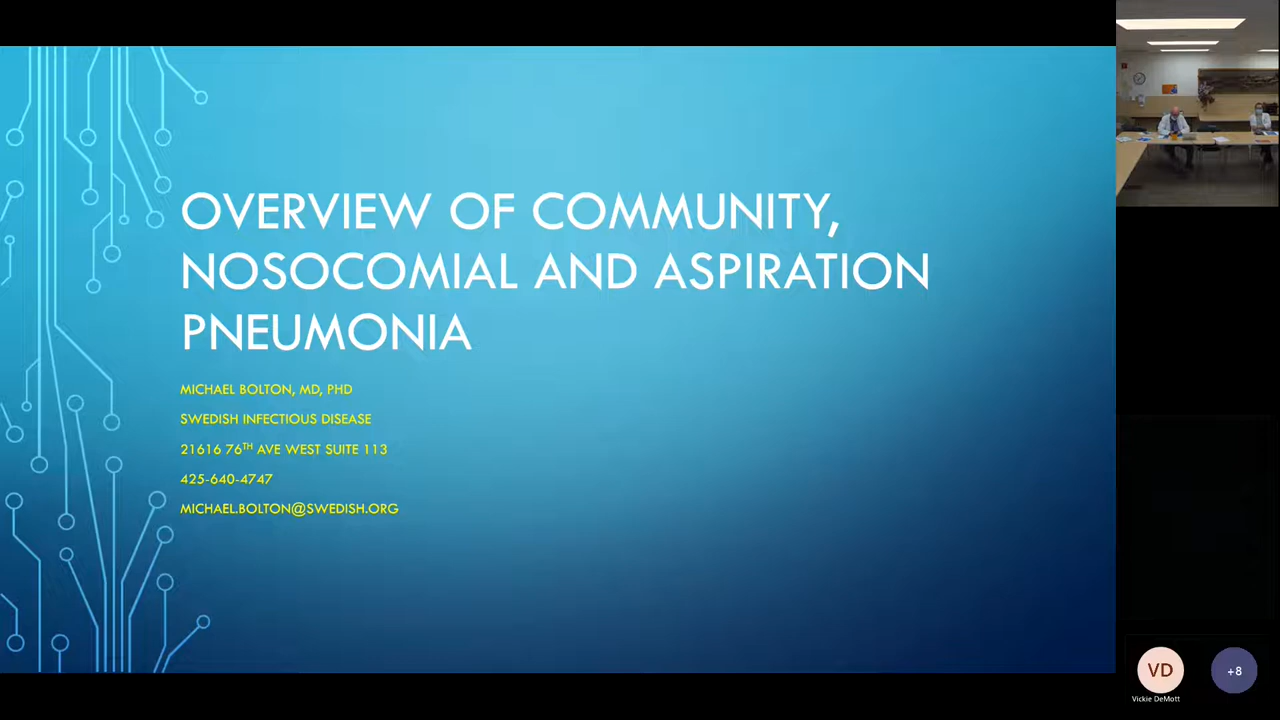 OVERVIEW OF COMMUNITY,
NOSOCOMIAL AND ASPIRATION
PNEUMONIA
MICHAEL BOLTON, MD, PHD
SWEDISH INFECTIOUS DISEASE
21616 76TH AVE WEST SUITE 113
425-640-4747
MICHAEL.BOLTON@SWEDISH.ORG
VD
+8
Vickie DeMott